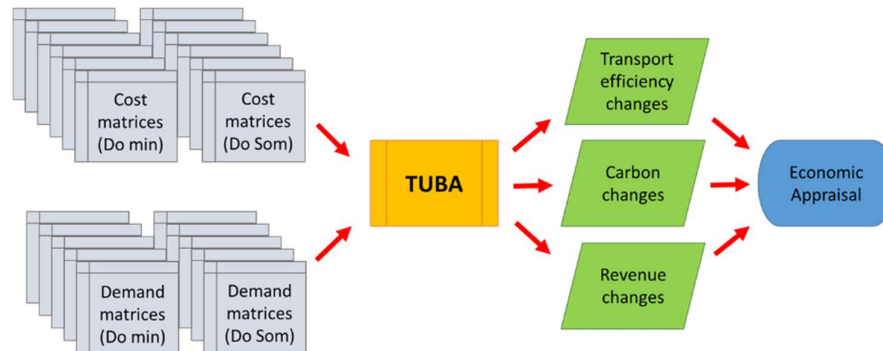 Cost
matrices
(Do min)
Cost
matrices
(Do Som)
Demand
matrices
(Do min)
Demand
matrices
(Do Som)
TUBA
Transport
efficiency
changes
Carbon
changes
Revenue
changes
Economic
Appraisal